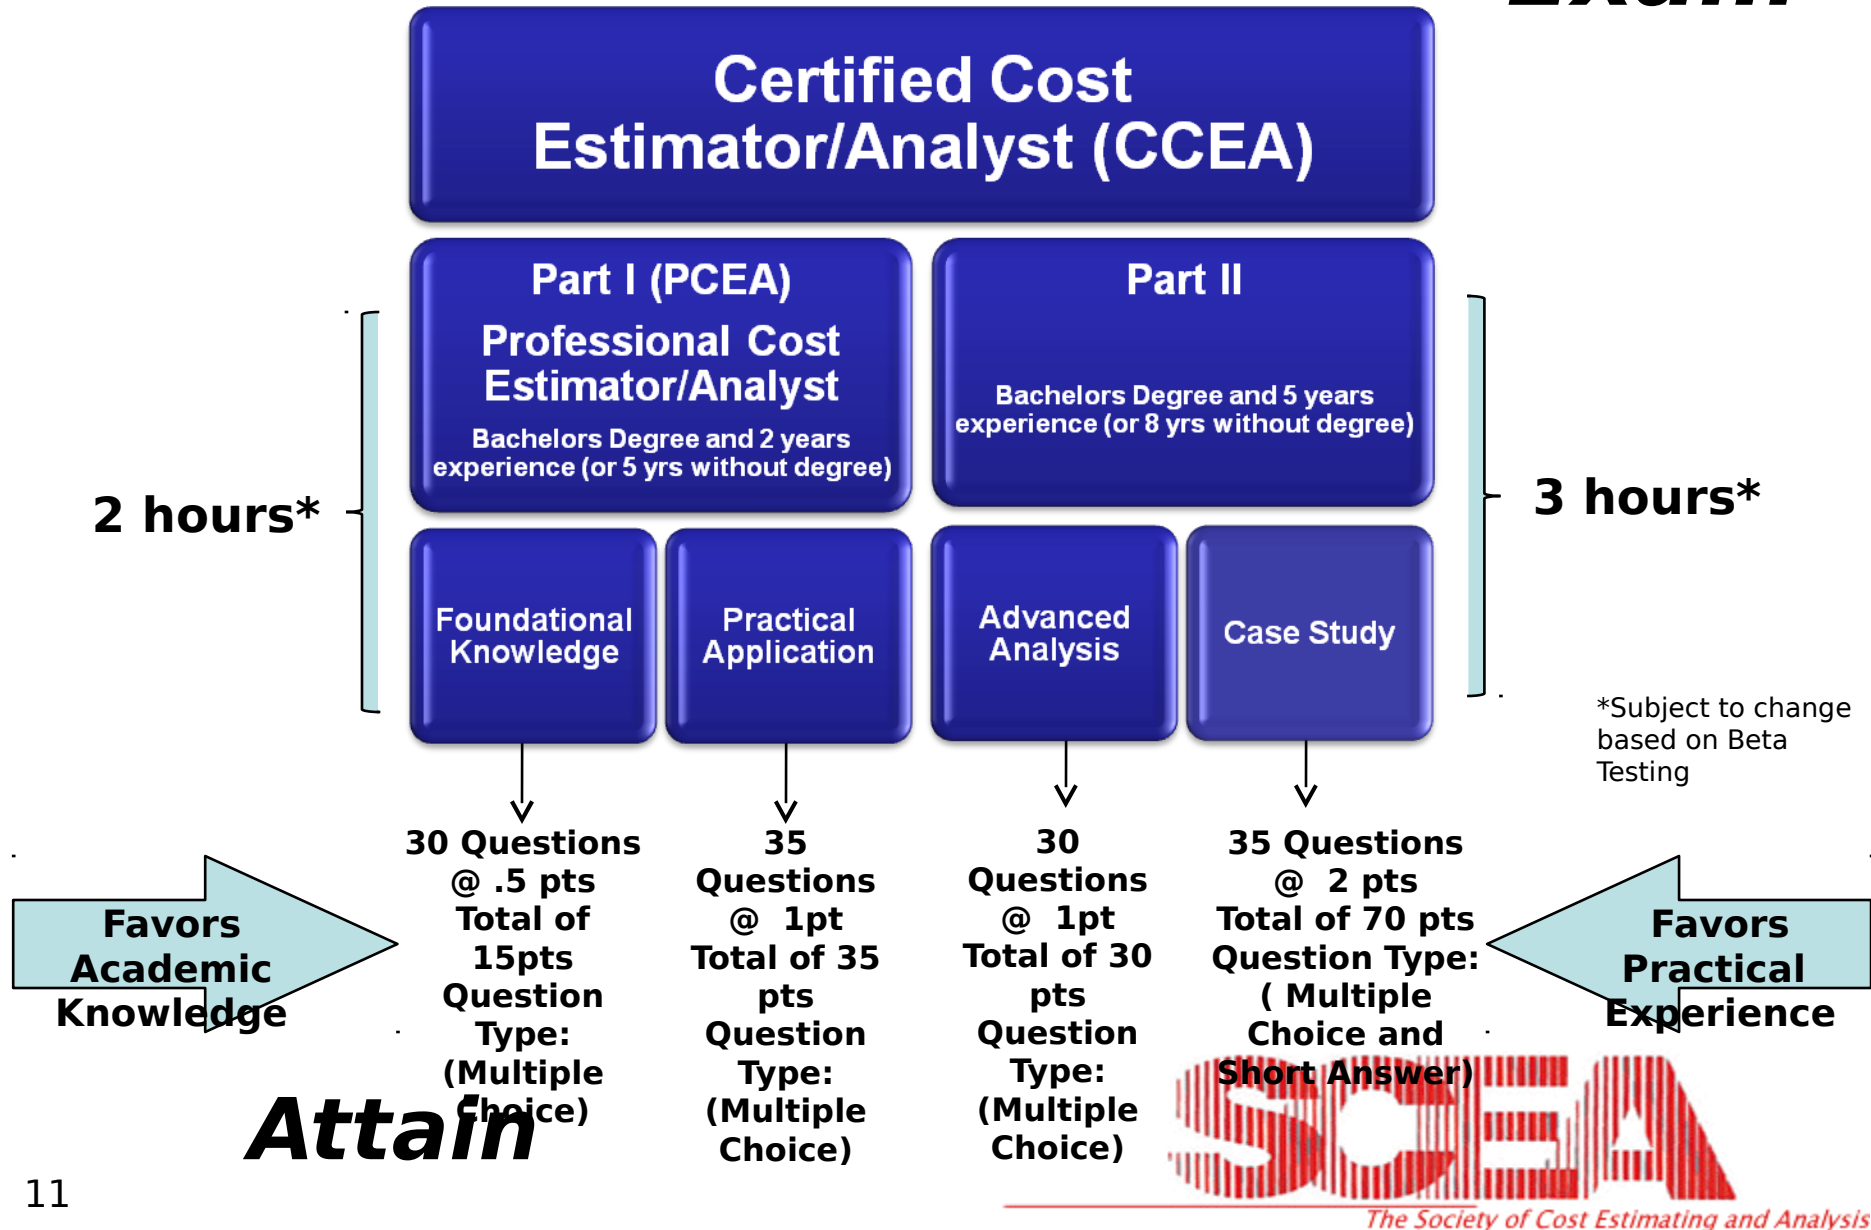 Exam
Certified Cost
Estimator/Analyst (CCEA)
Part I (PCEA)
Professional Cost
Estimator/Analyst
Bachelors Degree and 2 years
experience (or 5 yrs without degree)
Part II
Bachelors Degree and 5 years
experience (or 8 yrs without degree)
2 hours*
3 hours*
Foundational
Knowledge
Practical
Application
Advanced
Analysis
Case Study
*Subject to change
based on Beta
Testing
Favors
Academic
Knowledge
30 Questions
@ .5 pts
Total of
15pts
Question
Type:
(Multiple
Choice)
35
Questions
@ 1pt
Total of 35
pts
Question
Type:
(Multiple
Choice)
30
Questions
@ 1pt
Total of 30
pts
Question
Type:
(Multiple
Choice)
35 Questions
@ 2 pts
Total of 70 pts
Question Type:
( Multiple
Choice and
Short Answer)
Favors
Practical
Experience
Attain
11
SCEA
The Society of Cost Estimating and Analysis